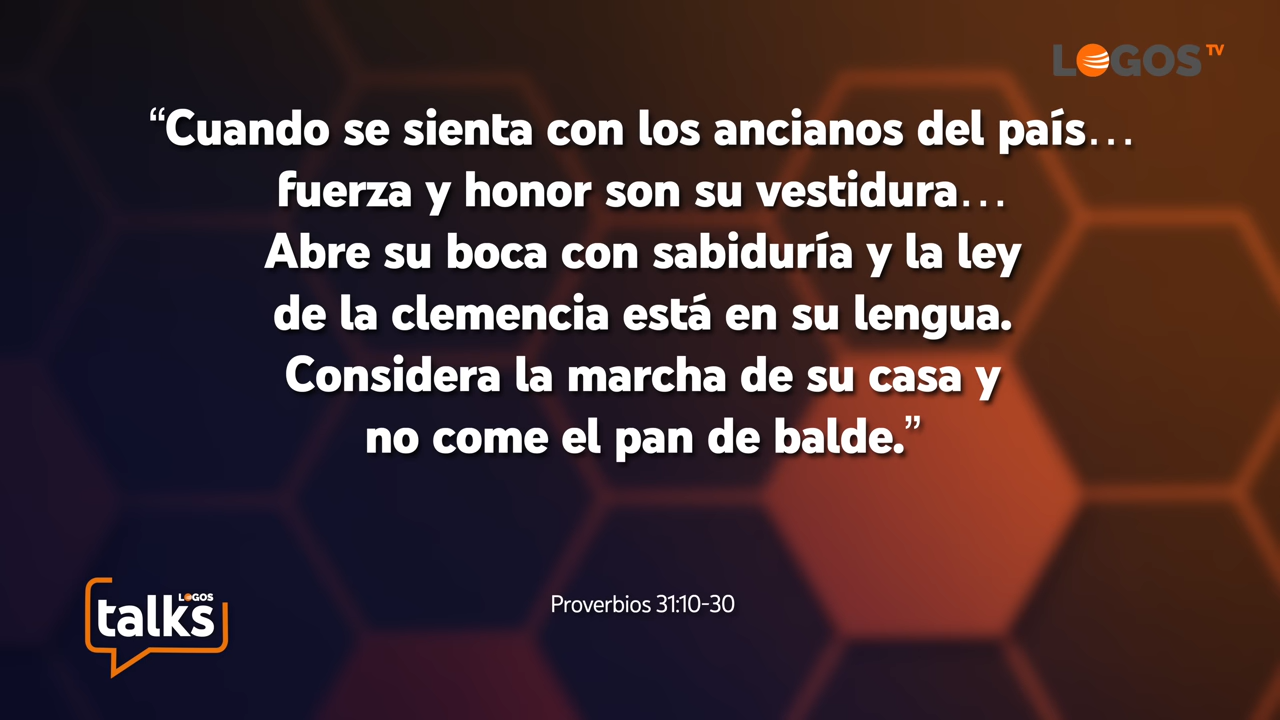 LOGOS TV
“Cuando se sienta con los ancianos del país...
fuerza y honor son su vestidura...
Abre su boca con sabiduría y la ley
de la clemencia está en su lengua.
Considera la marcha de su casa y
no come el pan de balde.”
Proverbios 31:10-30
LOGOS
talks